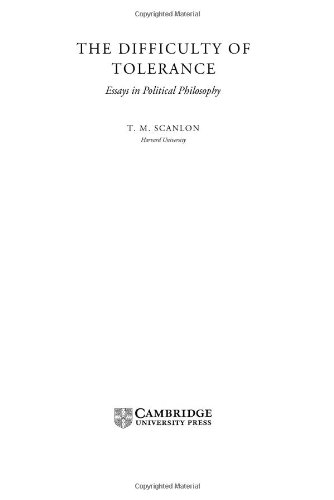 Copyrighted Material
THE DIFFICULTY OF
TOLERANCE
Essays in Political Philosophy
T. M. SCANLON
Harvard University
CAMBRIDGE
UNIVERSITY PRESS
Copyrighted Material